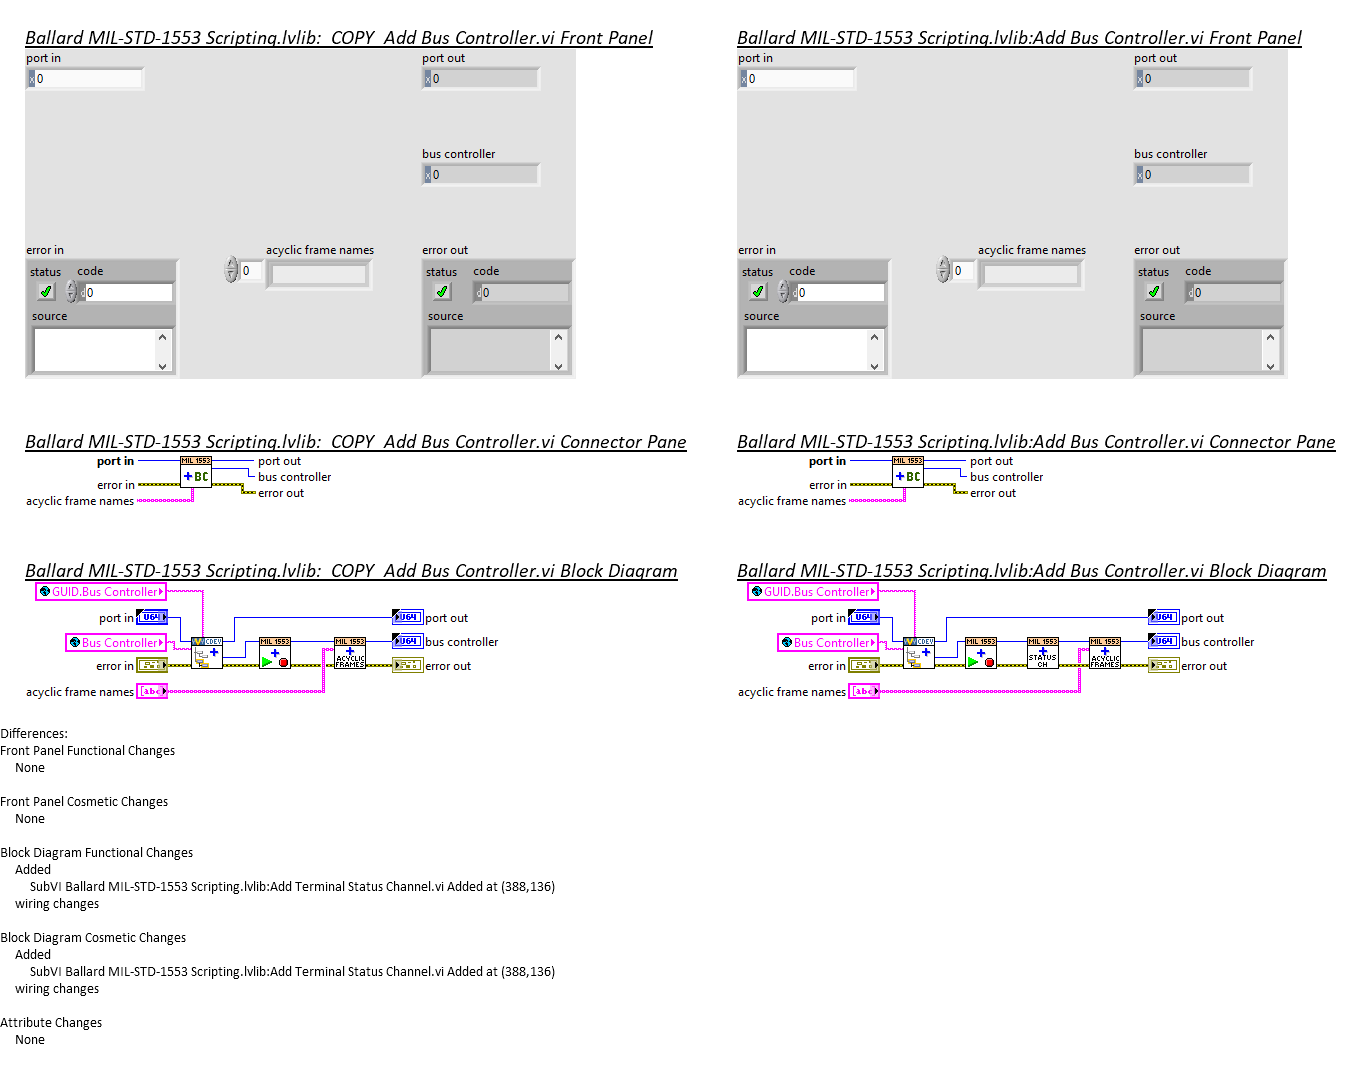 Ballard MIL-STD-1553 Scripting.lvlib:  COPY  Add Bus Controller.vi Front Panel
port in
x 0
port out
x 0
bus controller
x 0
error in
status
code
d 0
source
0
acyclic frame names
error out
status
code
d 0
source
Ballard MIL-STD-1553 Scripting.lvlib:Add Bus Controller.vi Front Panel
port in
x 0
port out
x 0
bus controller
x 0
error in
status
code
d 0
source
0
acyclic frame names
error out
status
code
d 0
source
Ballard MIL-STD-1553 Scripting.lvlib:  COPY  Add Bus Controller.vi Connector Pane
port in
error in
acyclic frame names
MIL 1553
+BC
port out
bus controller
error out
Ballard MIL-STD-1553 Scripting.lvlib:Add Bus Controller.vi Connector Pane
port in
error in
acyclic frame names
MIL 1553
+BC
port out
bus controller
error out
Ballard MIL-STD-1553 Scripting.lvlib:  COPY  Add Bus Controller.vi Block Diagram
GUID.Bus Controller
port in
U64
Bus Controller
error in
acyclic frame names
[abc]
CDEV
MIL 1553
MIL 1553
ACYCLIC
FRAMES
U64
port out
U64
bus controller
error out
Ballard MIL-STD-1553 Scripting.lvlib:Add Bus Controller.vi Block Diagram
GUID.Bus Controller
port in
U64
Bus Controller
error in
acyclic frame names
[abc]
CDEV
MIL 1553
MIL 1553
STATUS
CH
MIL 1553
ACYCLIC
FRAMES
U64
port out
U64
bus controller
error out
Differences:
Front Panel Functional Changes
None
Front Panel Cosmetic Changes
None
Block Diagram Functional Changes
Added
SubVI Ballard MIL-STD-1553 Scripting.lvlib:Add Terminal Status Channel.vi Added at (388,136)
wiring changes
Block Diagram Cosmetic Changes
Added
SubVI Ballard MIL-STD-1553 Scripting.lvlib:Add Terminal Status Channel.vi Added at (388,136)
wiring changes
Attribute Changes
None